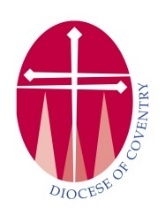 DIOCESE OF COVENTRY